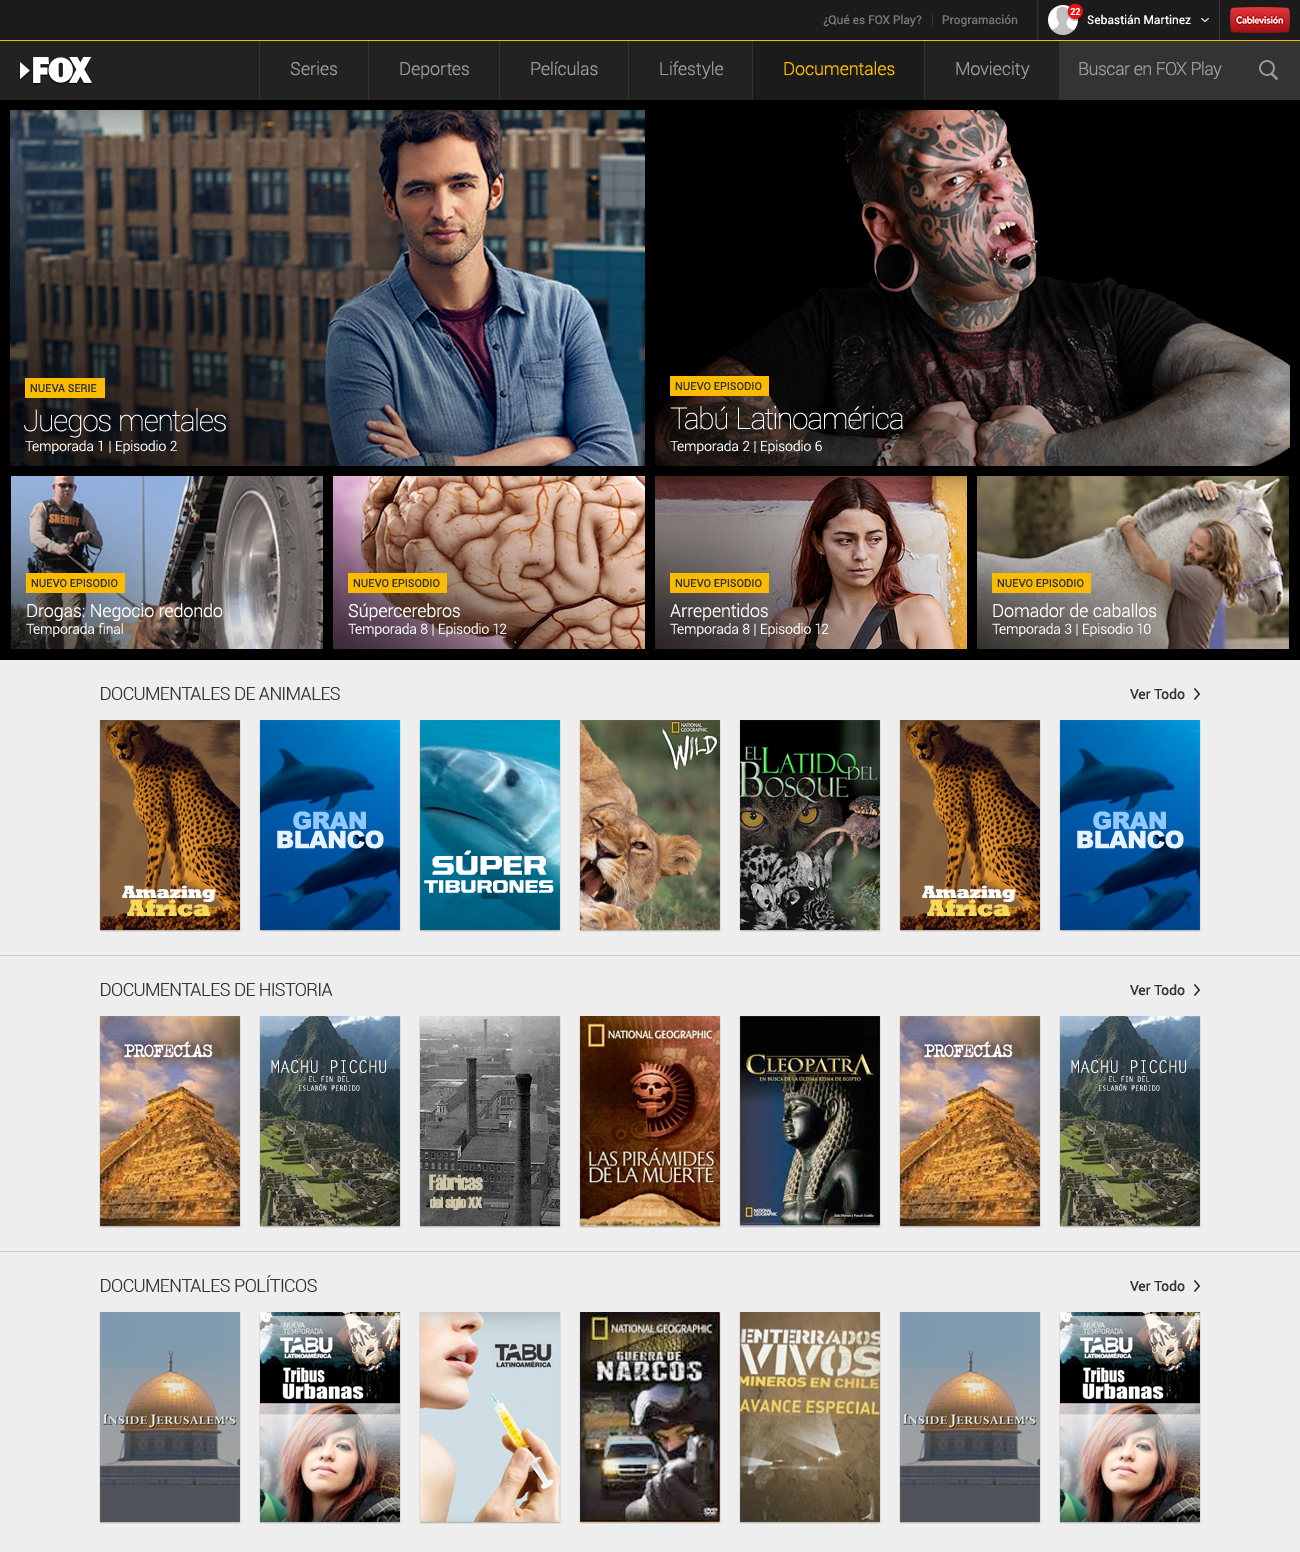 ¿Qué es FOX Play?
Programación
22
Sebastián Martinez
Cablevisión
FOX
Series
Deportes
Películas
Lifestyle
Documentales
Moviecity
Buscar en FOX Play
NUEVA SERIE
Juegos mentales
Temporada 1 | Episodio 2
NUEVO EPISODIO
Tabú Latinoamérica
Temporada 2 | Episodio 6
SHERIFF
NUEVO EPISODIO
Drogas: Negocio redondo
Temporada final
NUEVO EPISODIO
Súpercerebros
Temporada 8 | Episodio 12
NUEVO EPISODIO
Arrepentidos
Temporada 8 | Episodio 12
NUEVO EPISODIO
Domador de caballos
Temporada 3 | Episodio 10
DOCUMENTALES DE ANIMALES
Ver Todo
Amazing
Africa
GRAN
BLANCO
SÚPER
TIBURONES
NATIONAL
GEOGRAPHIC
WILD
EL LATIDO DEL
BOSQUE
Amazing
Africa
GRAN
BLANCO
DOCUMENTALES DE HISTORIA
Ver Todo
PROFECÍAS
MACHU PICCHU
EL FIN DEL
ESLABÓN PERDIDO
Fábricas
del siglo XX
NATIONAL GEOGRAPHIC
LAS PIRÁMIDES
DE LA MUERTE
CLEOPATRA
EN BUSCA DE LA ÚLTIMA REINA DE EGIPTO
NATIONAL
GEOGRAPHIC
PROFECÍAS
MACHU PICCHU
EL FIN DEL
ESLABÓN PERDIDO
DOCUMENTALES POLÍTICOS
Ver Todo
INSIDE JERUSALEM'S
NUEVA
TEMPORADA
TABU
LATINOAMÉRICA
Tribus
Urbanas
TABU
LATINOAMÉRICA
NATIONAL GEOGRAPHIC
GUERRA DE
NARCOS
DVD
ENTERRADOS
VIVOS
MINEROS EN CHILE
AVANCE ESPECIAL
INSIDE JERUSALEM'S
NUEVA
TEMPORADA
TABU
LATINOAMÉRICA
Tribus
Urbanas